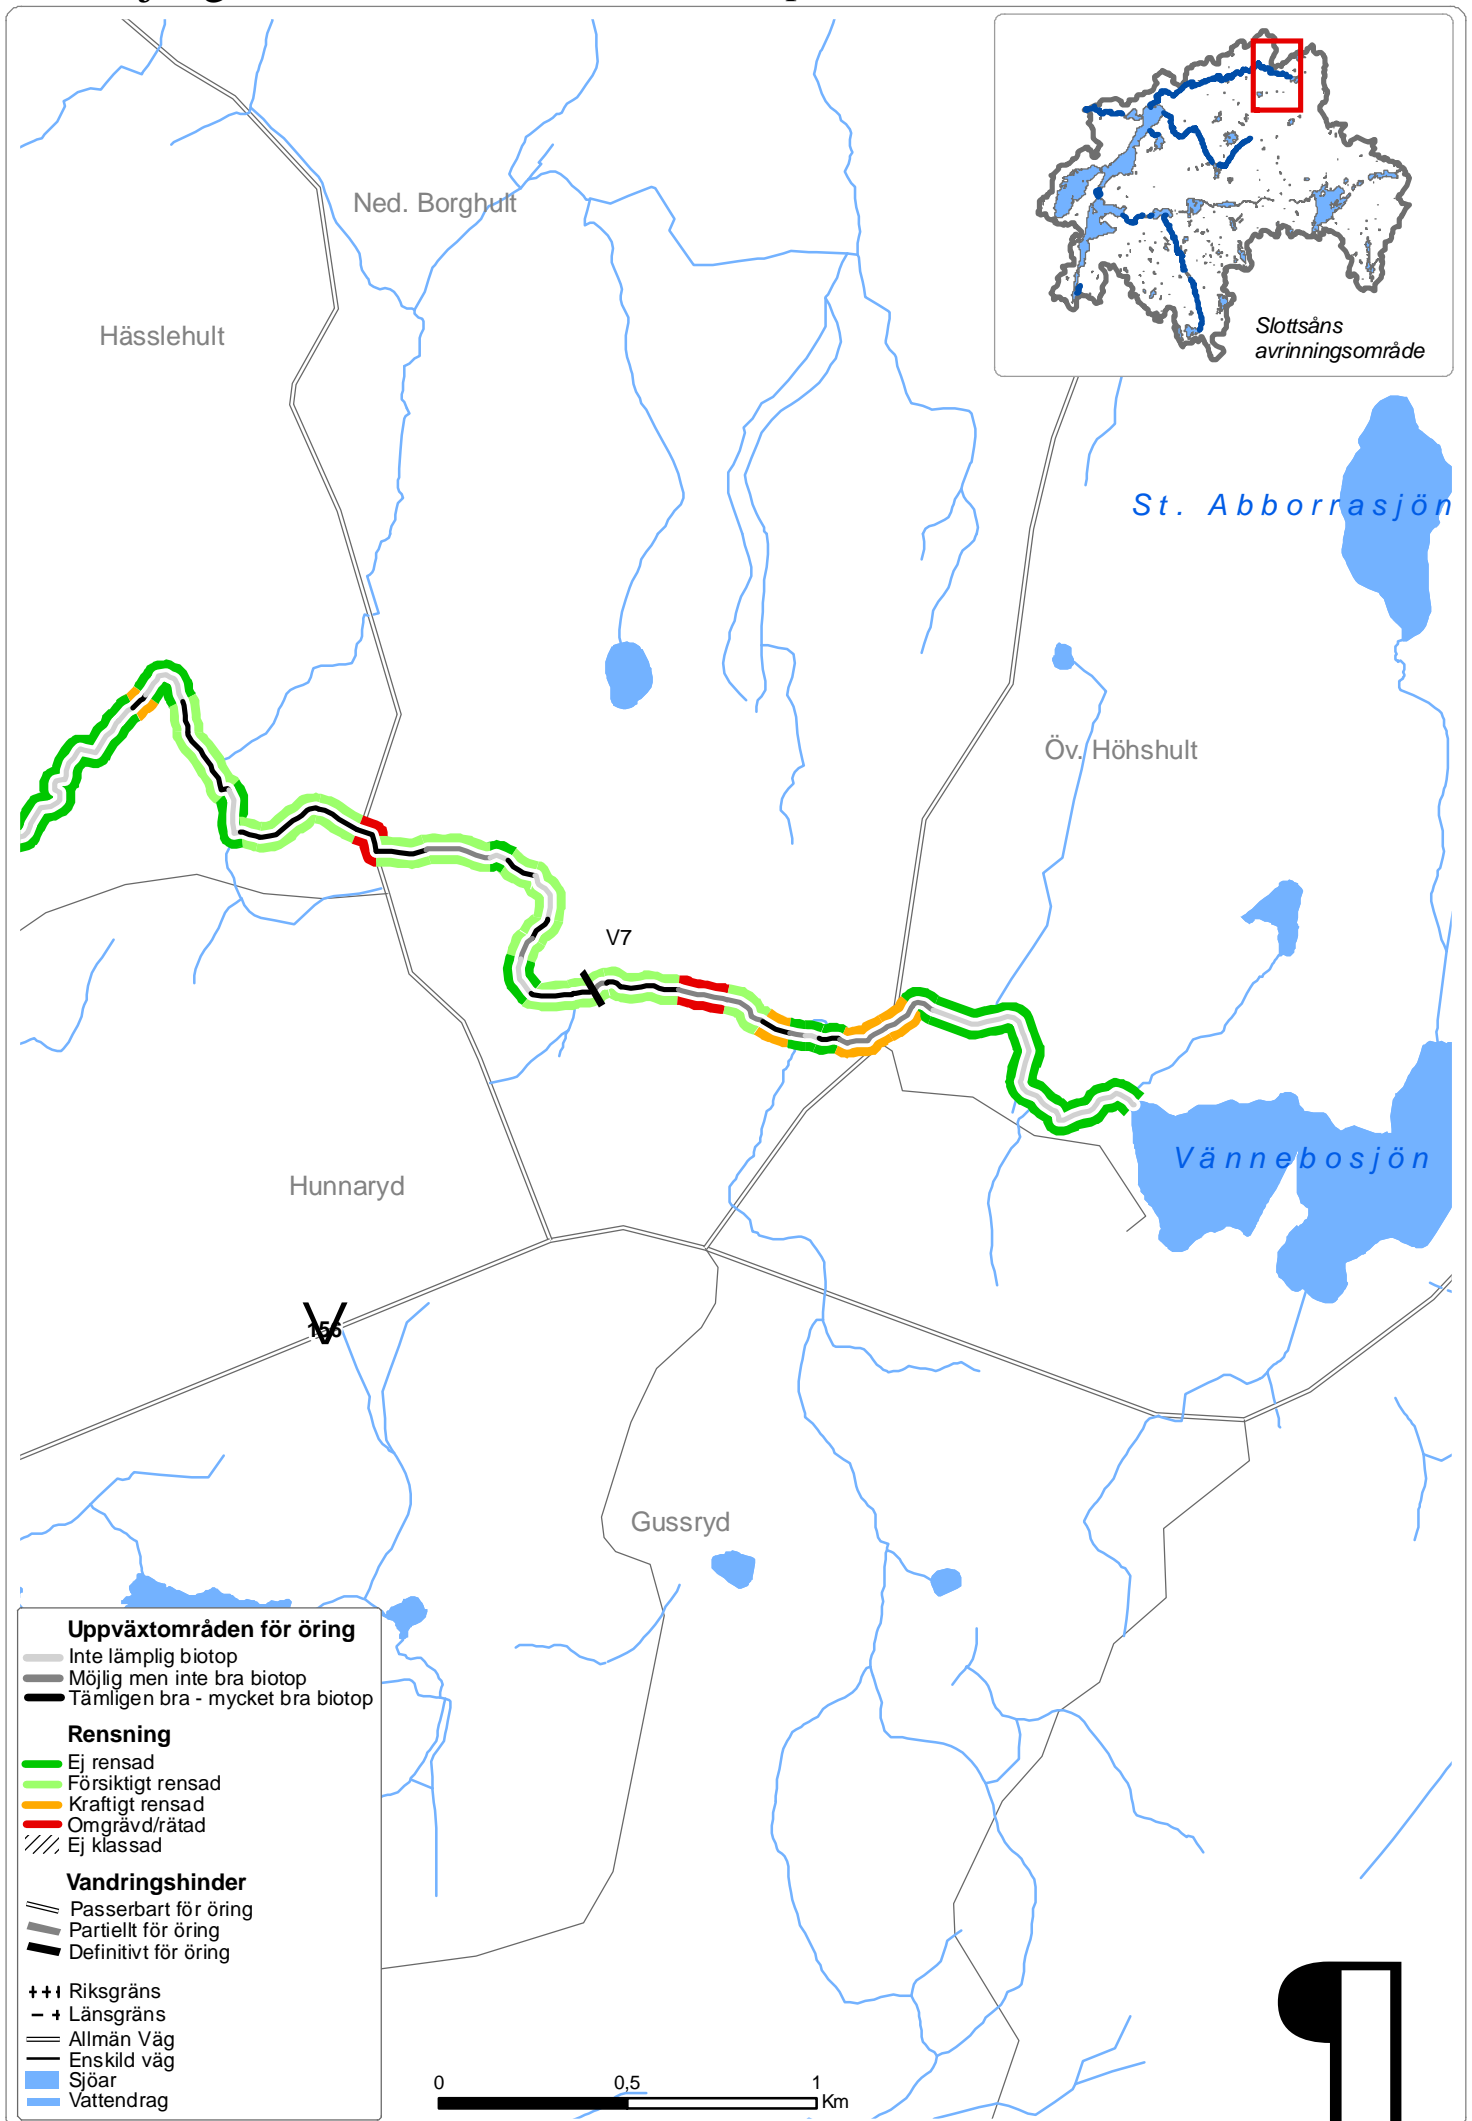 Slottsåns
avrinningsområde
Ned. Borghult
Hässlehult
St. Abborrasjön
Öv. Höhshult
V7
Vännebosjön
Hunnaryd
156
Gussryd
Uppväxtområden för öring
Inte lämplig biotop
Möjlig men inte bra biotop
Tämligen bra - mycket bra biotop
Rensning
Ej rensad
Försiktigt rensad
Kraftigt rensad
Omgrävd/rätad
Ej klassad
Vandringshinder
Passerbart för öring
Partiellt för öring
Definitivt för öring
Riksgräns
Länsgräns
Allmän Väg
Enskild väg
Sjöar
Vattendrag
0 0,5 1
Km
¶